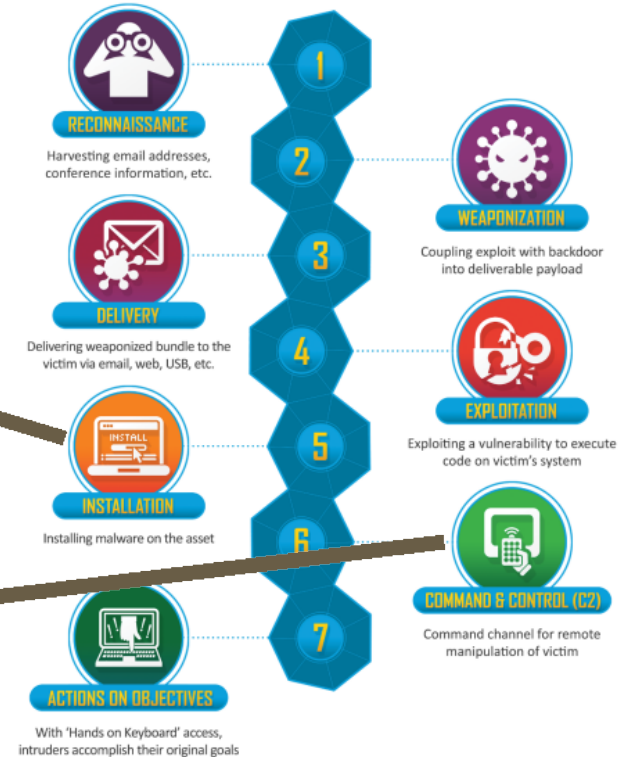 1
RECONNAISSANCE
Harvesting email addresses,
conference information, etc.
2
WEAPONIZATION
Coupling exploit with backdoor
into deliverable payload
3
DELIVERY
Delivering weaponized bundle to the
victim via email, web, USB, etc.
4
EXPLOITATION
Exploiting a vulnerability to execute
code on victim's system
5
INSTALL
INSTALLATION
Installing malware on the asset
6
COMMAND & CONTROL (C2)
Command channel for remote
manipulation of victim
7
ACTIONS ON OBJECTIVES
With 'Hands on Keyboard' access,
intruders accomplish their original goals